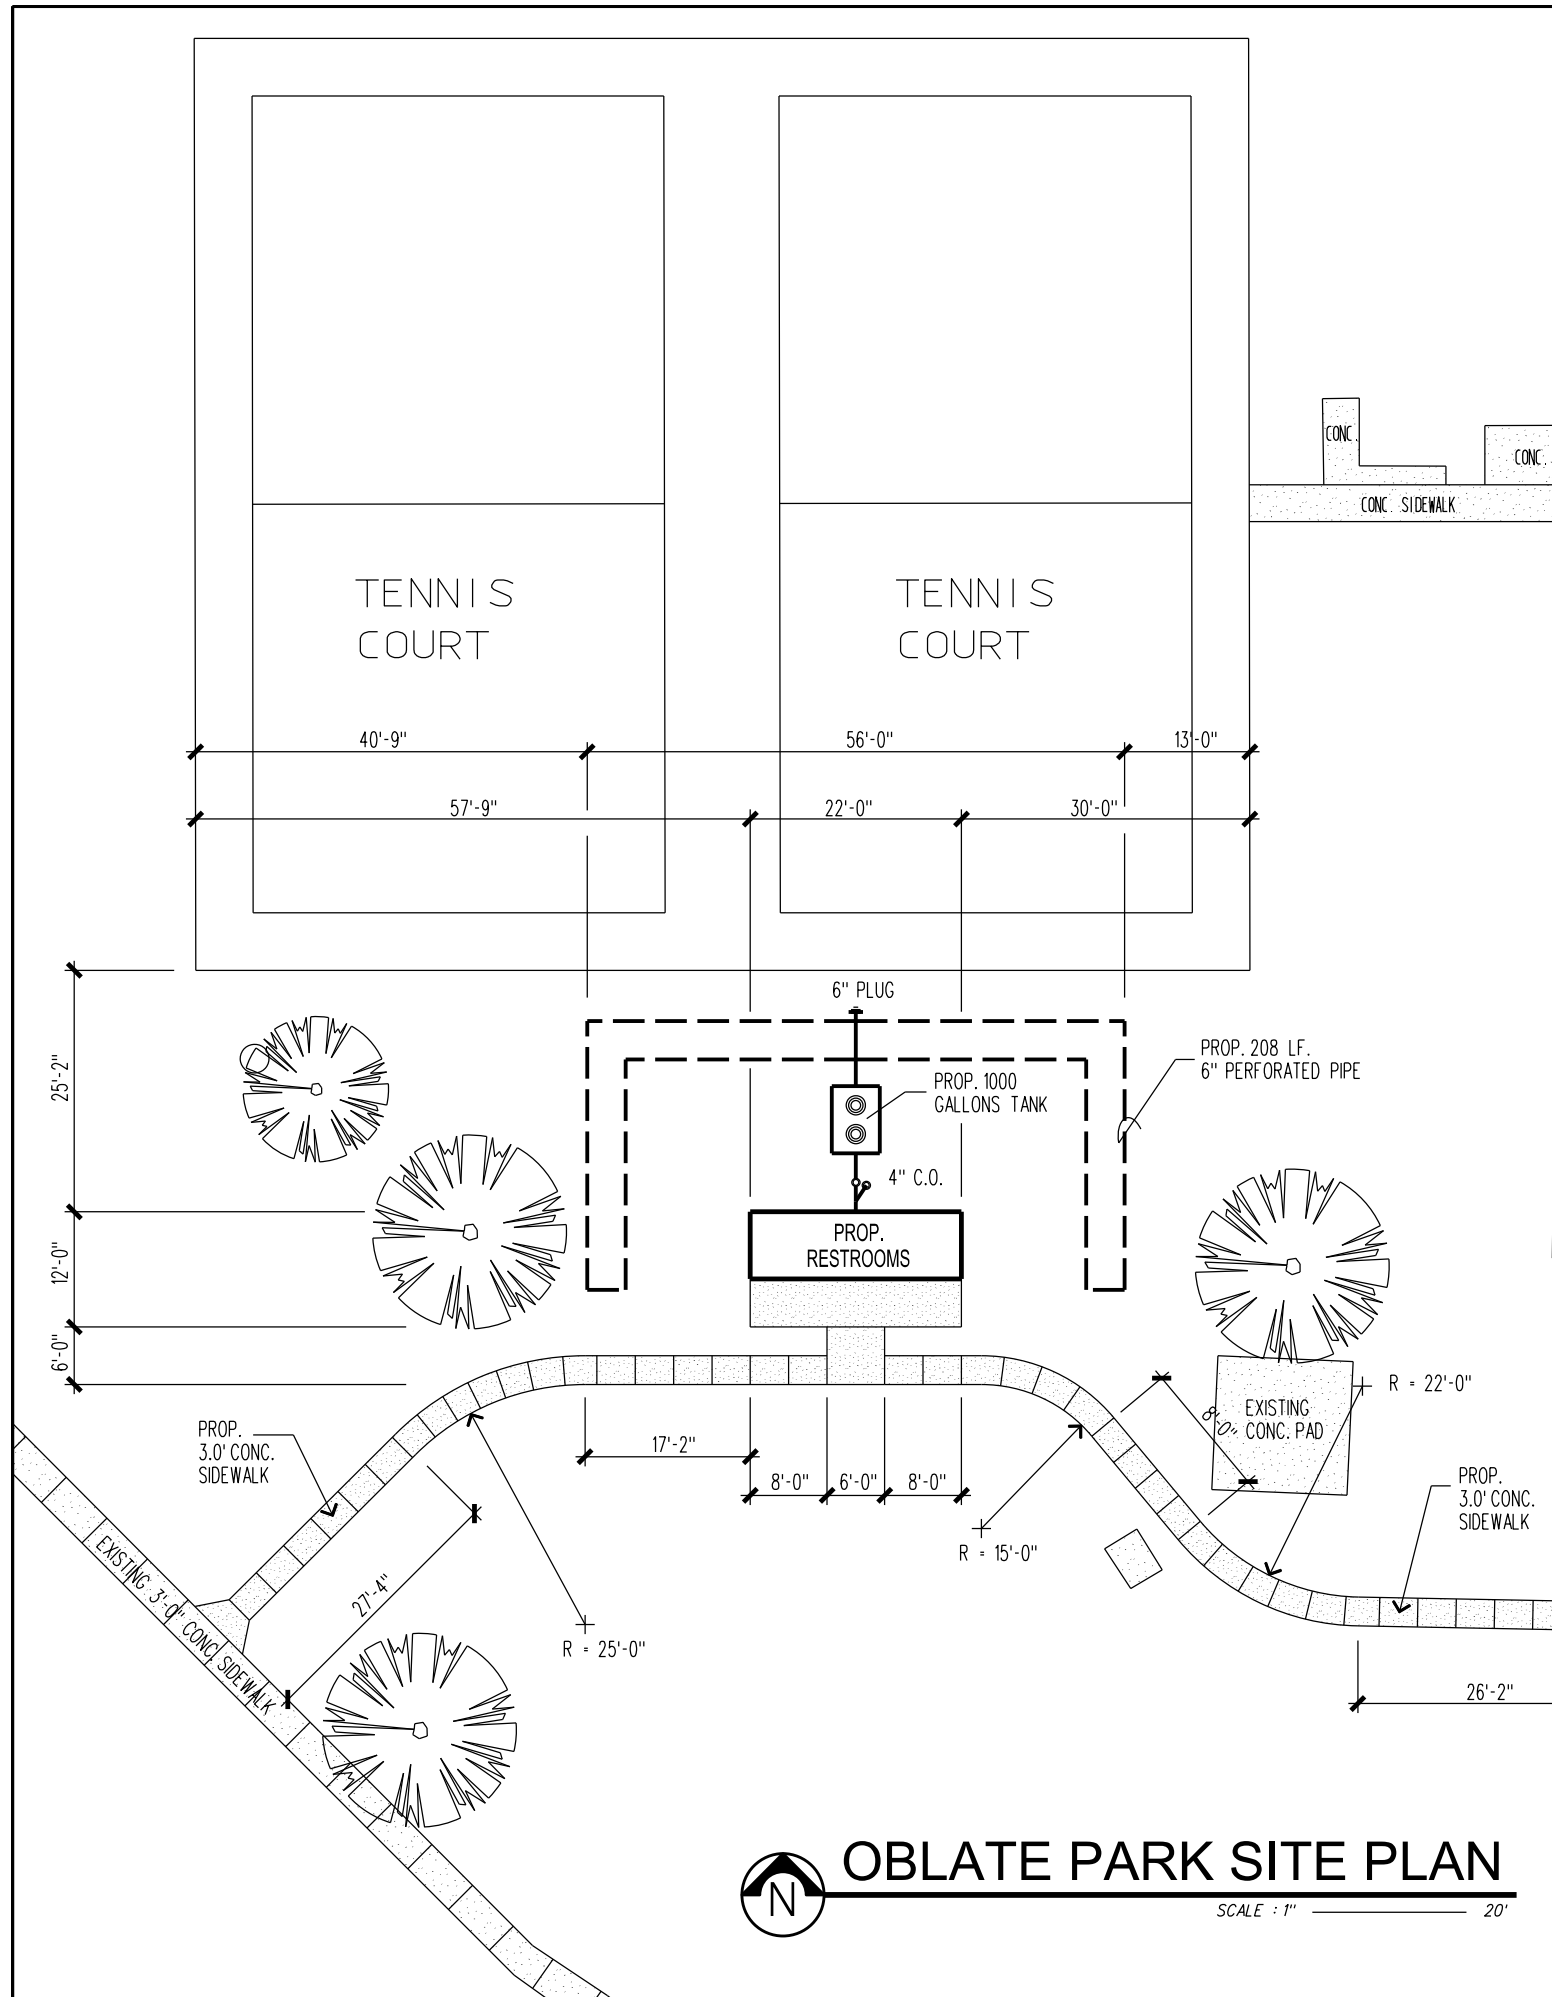 CONC.
CONC.
CONC. SIDEWALK
TENNIS
COURT
TENNIS
COURT
40'-9"
56'-0"
13'-0"
57'-9"
22'-0"
30'-0"
6" PLUG
PROP. 208 LF.
6" PERFORATED PIPE
PROP. 1000
GALLONS TANK
25'-2"
4" C.O.
PROP.
RESTROOMS
12'-0"
6'-0"
R = 22'-0"
EXISTING
CONC. PAD
8'-0"
PROP.
3.0' CONC.
SIDEWALK
17'-2"
8'-0"
6'-0"
8'-0"
PROP.
3.0' CONC.
SIDEWALK
R = 15'-0"
EXISTING 3'-0" CONC. SIDEWALK
27'-4"
R = 25'-0"
26'-2"
OBLATE PARK SITE PLAN
N
SCALE : 1" 20'